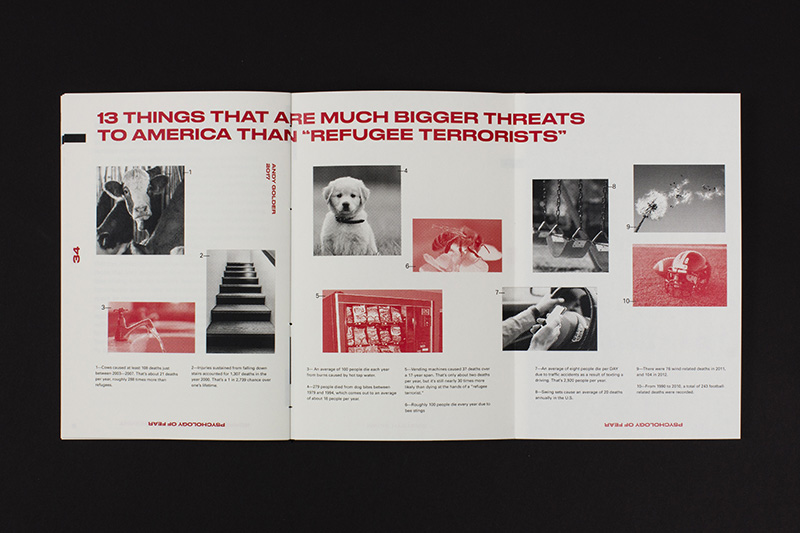 13 THINGS THAT ARE MUCH BIGGER THREATS
TO AMERICA THAN “REFUGEE TERRORISTS”
ANDY GOLDER
2017
34
1
2
3
4
5
6
7
8
9
10
1—Cows caused at least 108 deaths just
between 2003—2007. That's about 21 deaths
per year, roughly 288 times more than
refugees.
2—Injuries sustained from falling down
stairs accounted for 1,307 deaths in the
year 2000. That's a 1 in 2,739 chance over
one's lifetime.
3— An average of 100 people die each year
from burns caused by hot tap water.
4—279 people died from dog bites between
1979 and 1994, which comes out to an average
of about 18 people per year.
5—Vending machines caused 37 deaths over
a 17 year span. That's only about two deaths
per year, but it's still nearly 30 times more
likely than dying at the hands of a "refugee
terrorist."
6—Roughly 100 people die every year due to
bee stings
7—An average of eight people die per DAY
due to traffic accidents as a result of texting &
driving. That's 2,920 people per year.
8—Swing sets cause an average of 20 deaths
annually in the U.S.
9—There were 76 wind-related deaths in 2011,
and 104 in 2012.
10—From 1990 to 2010, a total of 243 football
related deaths were recorded.
PSYCHOLOGY OF FEAR
PSYCHOLOGY OF FEAR